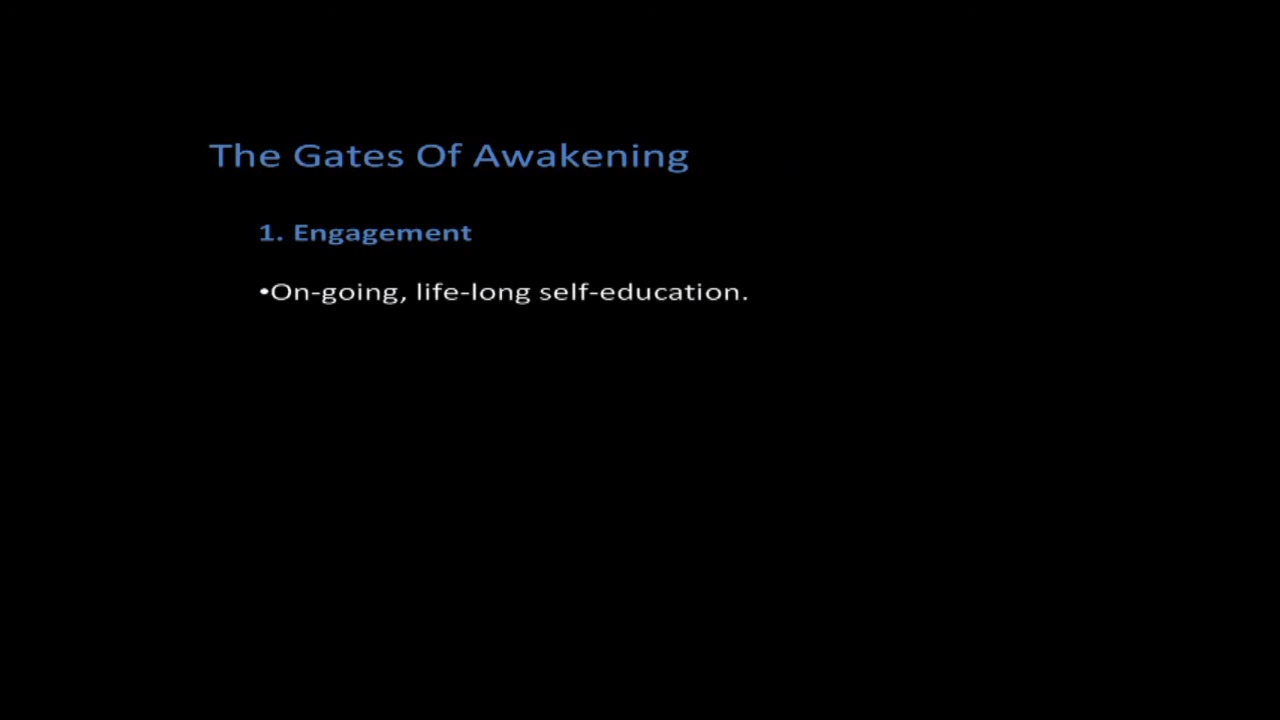 The Gates Of Awakening
1. Engagement
•On-going, life-long self-education.